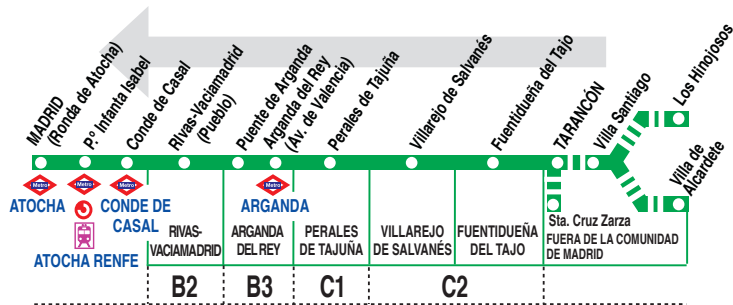 MADRID
(Ronda de Atocha)
P.º Infanta Isabel
Conde de Casal
RIvas-Vaciamadrid
(Pueblo)
Puente de Arganda
Arganda del Rey
(Av. de Valencia)
Perales de Tajuña
Villarejo de Salvanés
Fuentidueña del Tajo
TARANCÓN
Villa Santiago
Los Hinojosos
Villa de
Alcardete
Metro
Metro
Metro
Metro
ATOCHA
CONDE DE
CASAL
ARGANDA
ATOCHA RENFE
RIVAS-
VACIAMADRID
ARGANDA
DEL REY
PERALES
DE TAJUÑA
VILLAREJO
DE SALVANÉS
FUENTIDUEÑA
DEL TAJO
Sta. Cruz Zarza
FUERA DE LA COMUNIDAD
DE MADRID
B2
B3
C1
C2